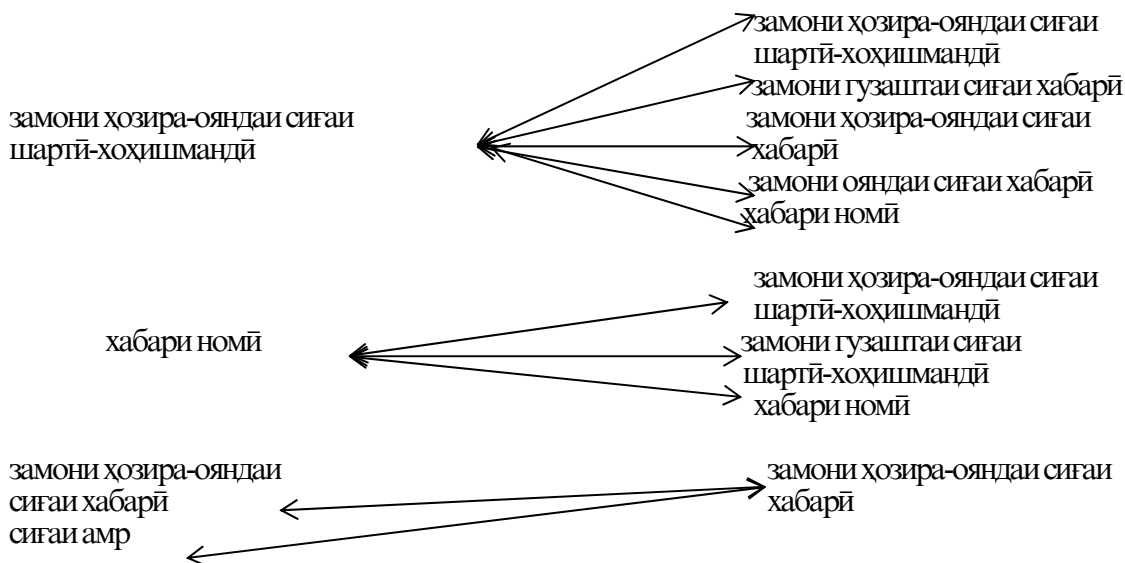 замони ҳозира-ояндаи сиғаи
шартӣ-хоҳишмандӣ
замони ҳозира-ояндаи сиғаи
шартӣ-хоҳишмандӣ
замони гузаштаи сиғаи хабарӣ
замони ҳозира-ояндаи сиғаи
хабарӣ
замони ояндаи сиғаи хабарӣ
хабари номӣ
хабари номӣ
замони ҳозира-ояндаи сиғаи
шартӣ-хоҳишмандӣ
замони гузаштаи сиғаи
шартӣ-хоҳишмандӣ
хабари номӣ
замони ҳозира-ояндаи
сиғаи хабарӣ
сиғаи амр
замони ҳозира-ояндаи сиғаи
хабарӣ